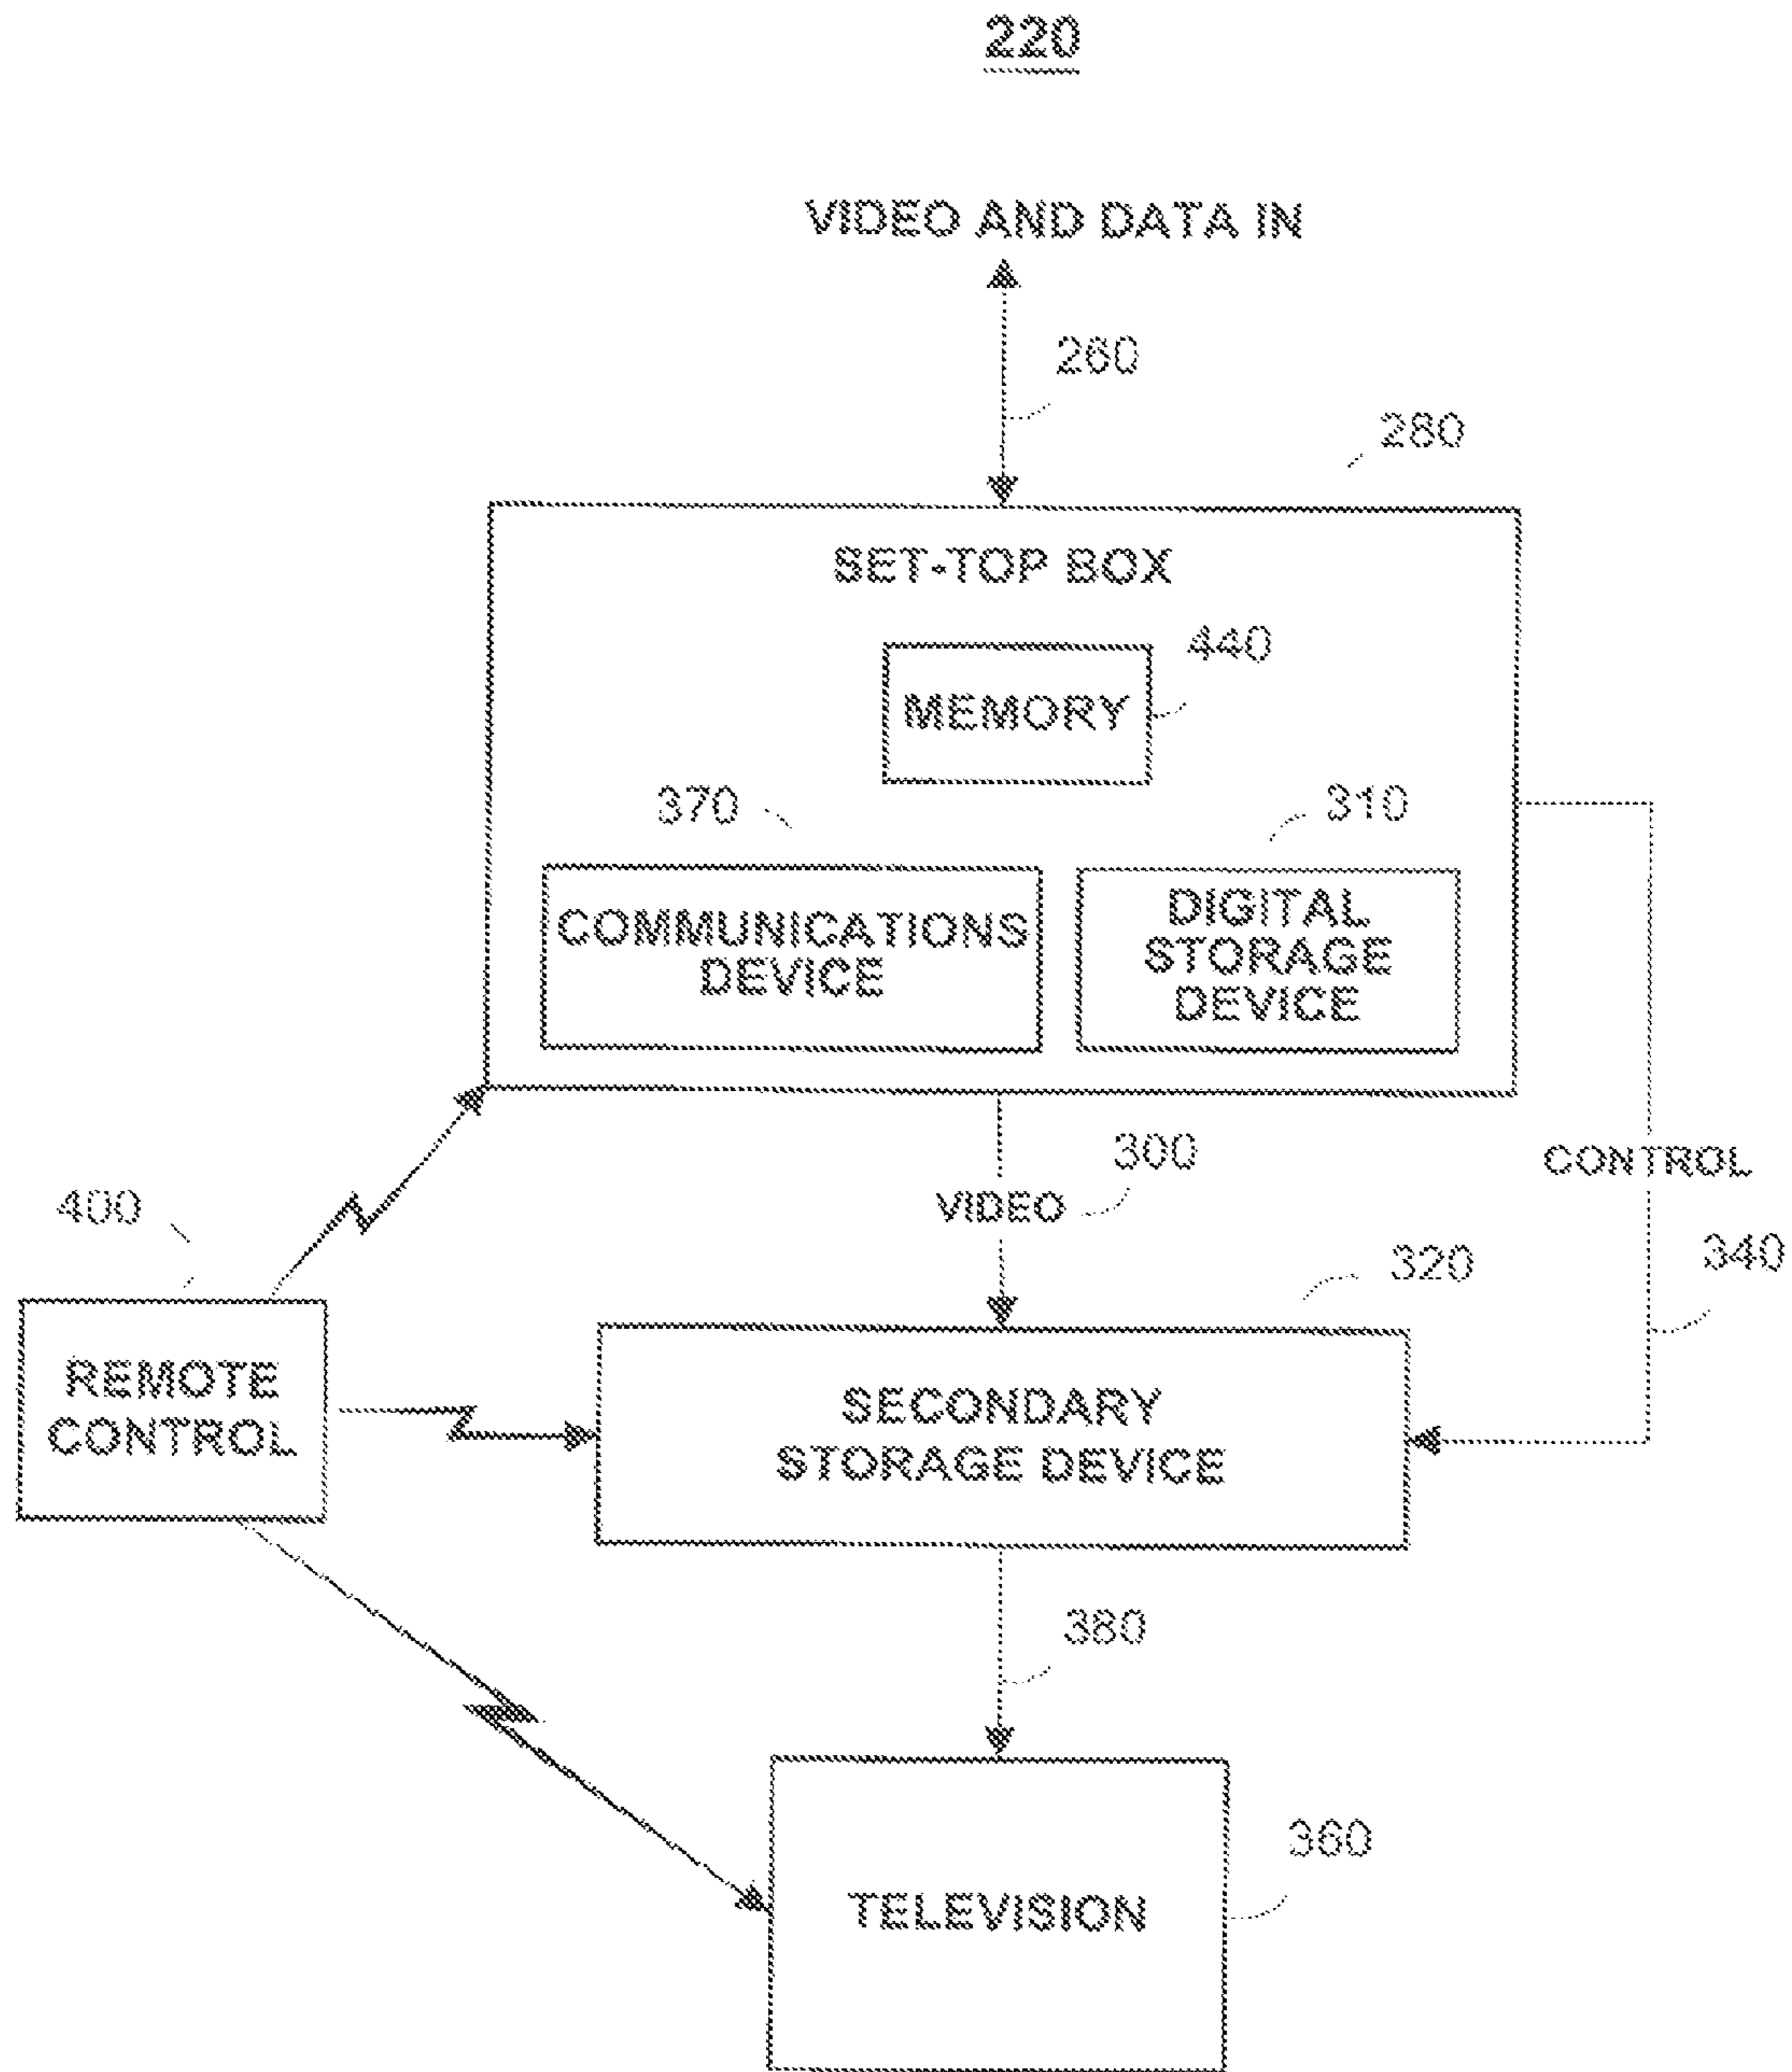 220
VIDEO AND DATA IN
260
280
SET-TOP BOX
440
MEMORY
370
310
COMMUNICATIONS
DEVICE
DIGITAL
STORAGE
DEVICE
300
CONTROL
VIDEO
400
320
340
REMOTE
CONTROL
SECONDARY
STORAGE DEVICE
380
360
TELEVISION